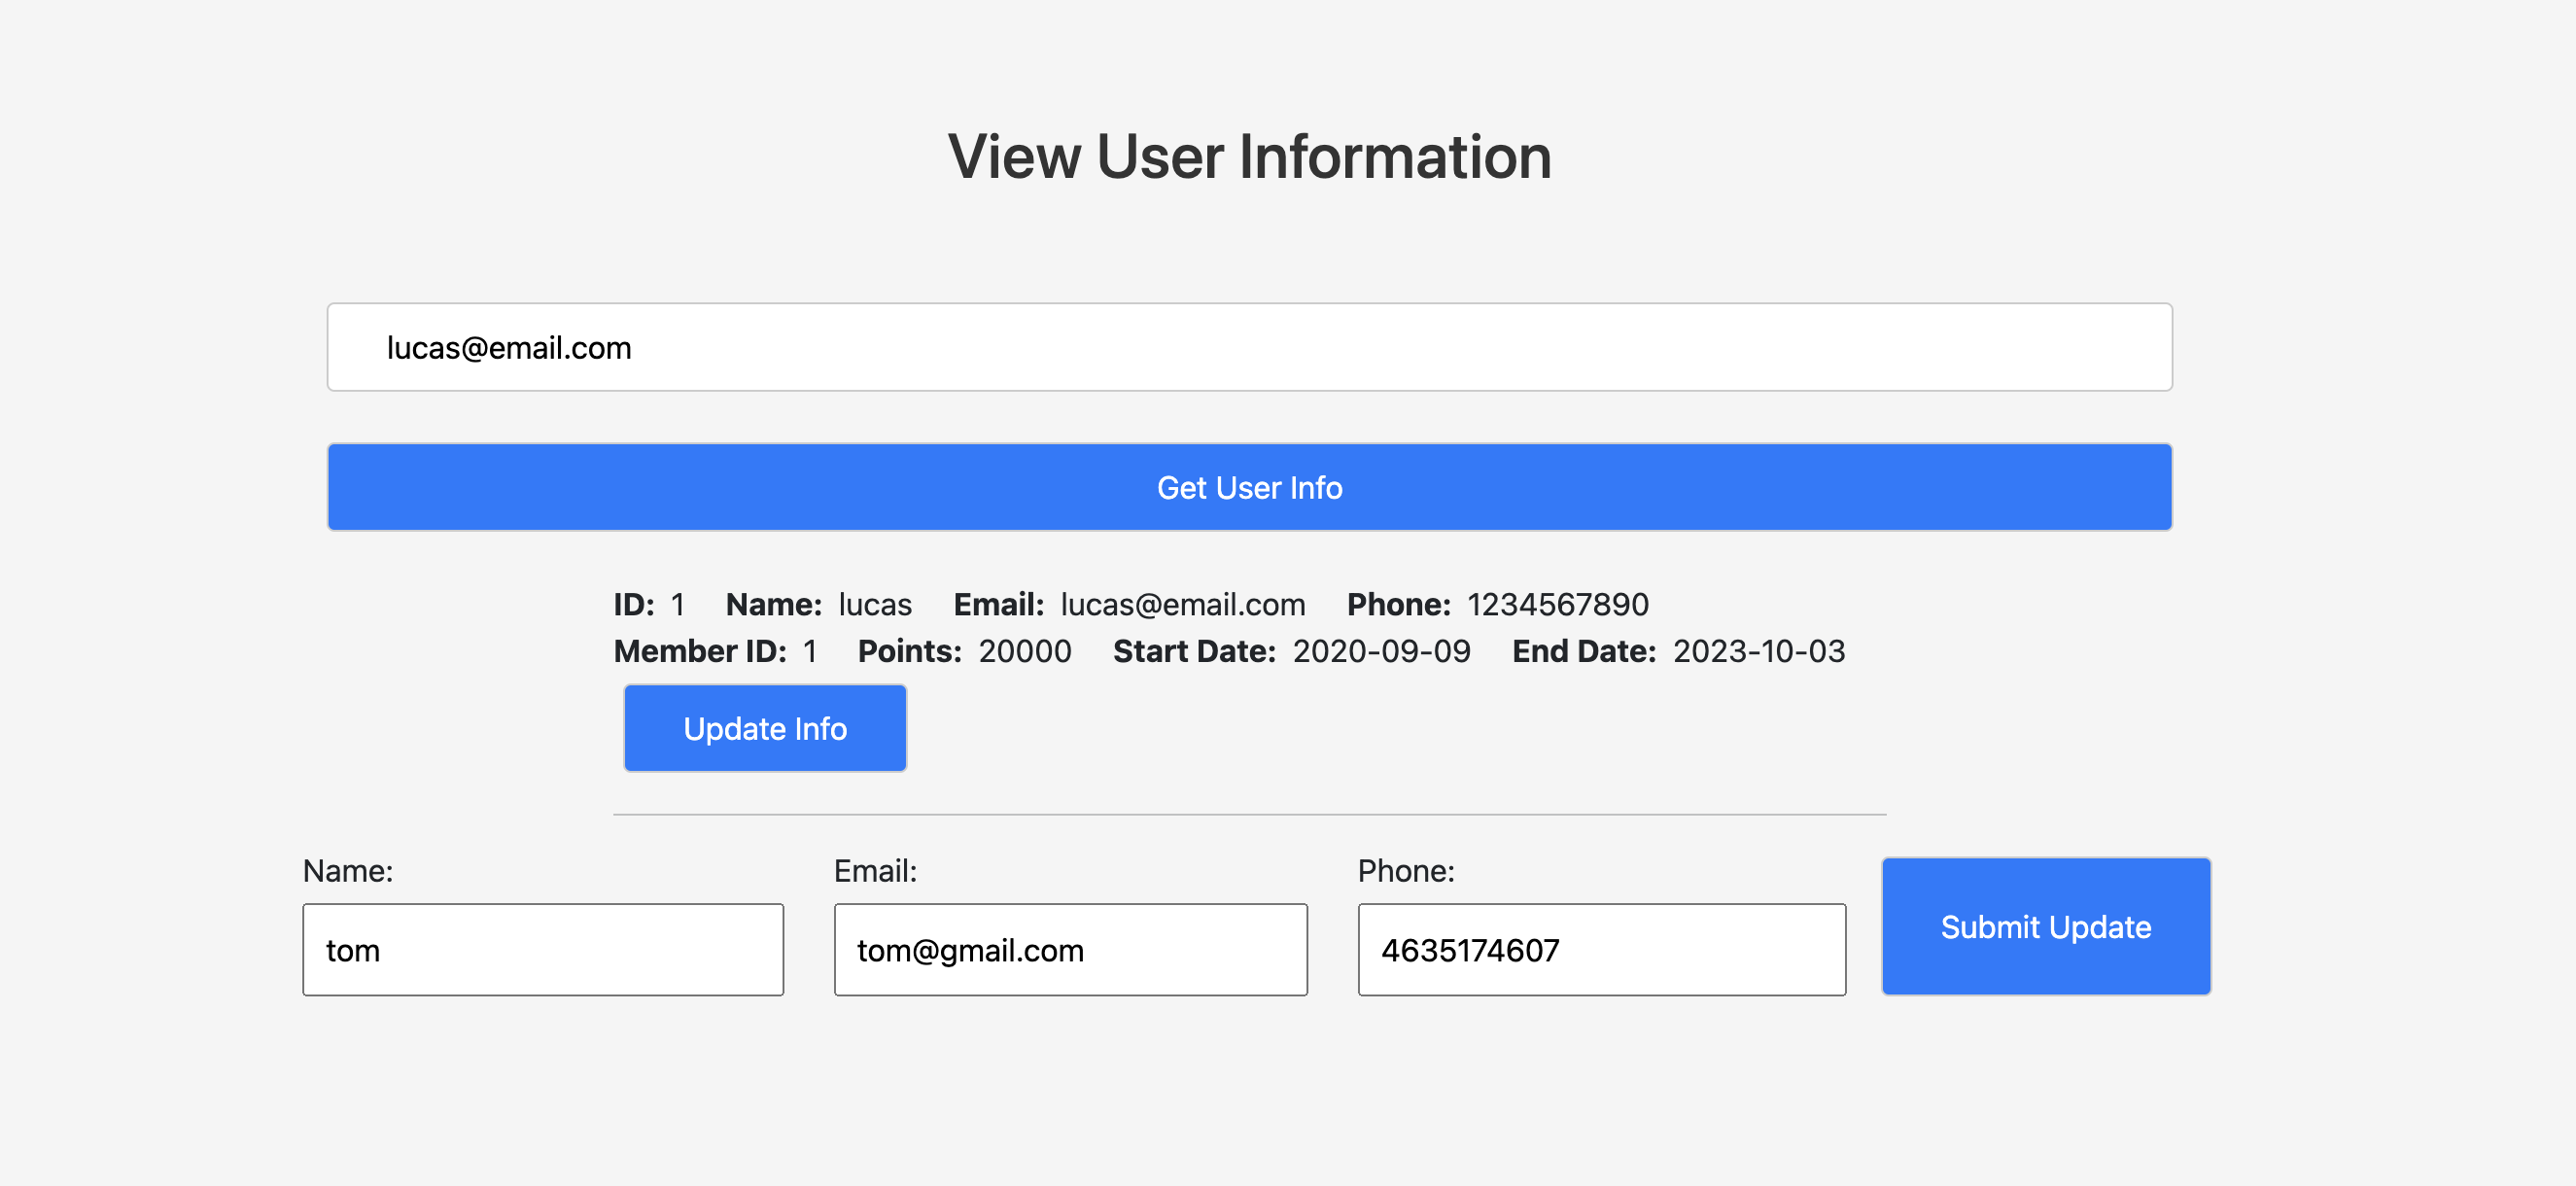 View User Information
lucas@email.com
Get User Info
ID: 1 Name: lucas Email: lucas@email.com Phone: 1234567890
Member ID: 1 Points: 20000 Start Date: 2020-09-09 End Date: 2023-10-03
Update Info
Name: Email: Phone:
tom tom@gmail.com 4635174607 Submit Update